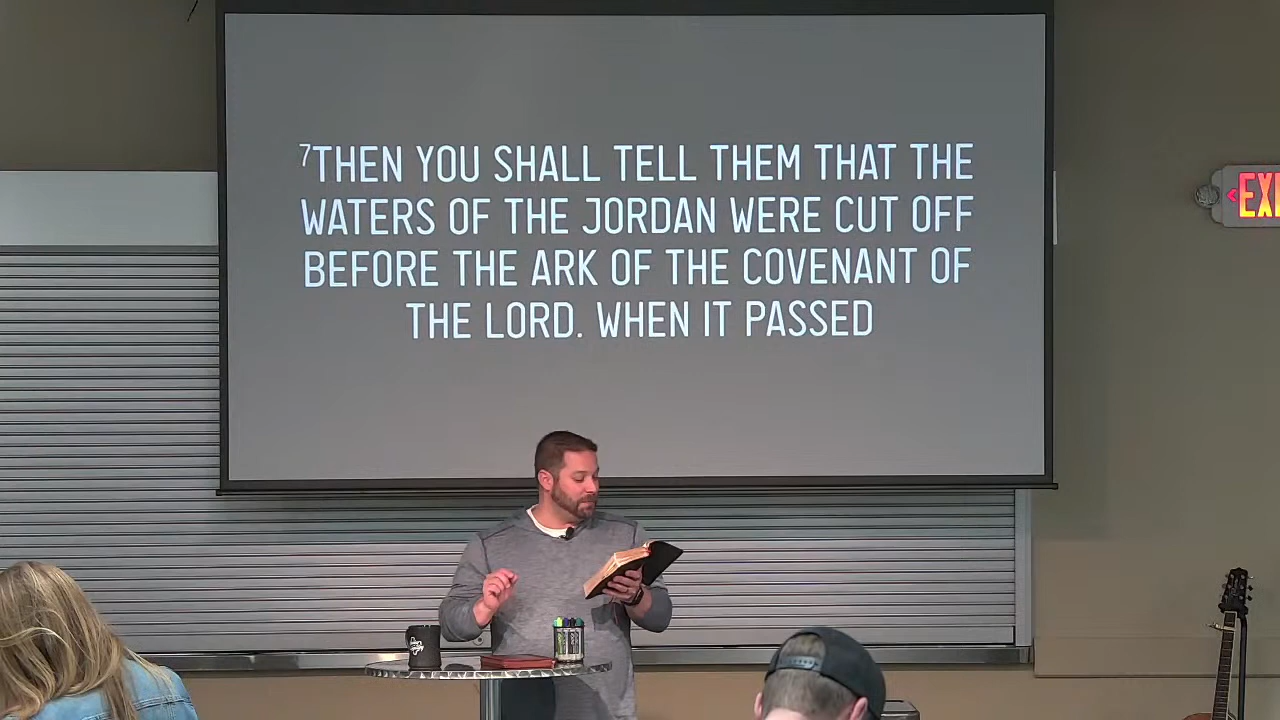 ⁷THEN YOU SHALL TELL THEM THAT THE
WATERS OF THE JORDAN WERE CUT OFF
BEFORE THE ARK OF THE COVENANT OF
THE LORD. WHEN IT PASSED
EXI